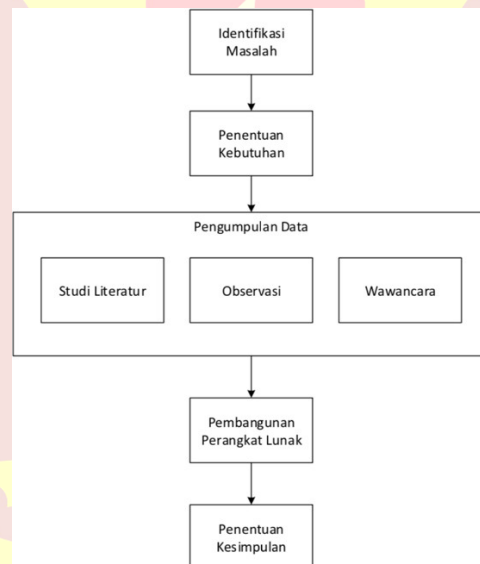 Identifikasi
Masalah
Penentuan
Kebutuhan
Pengumpulan Data
Studi Literatur
Observasi
Wawancara
Pembangunan
Perangkat Lunak
Penentuan
Kesimpulan